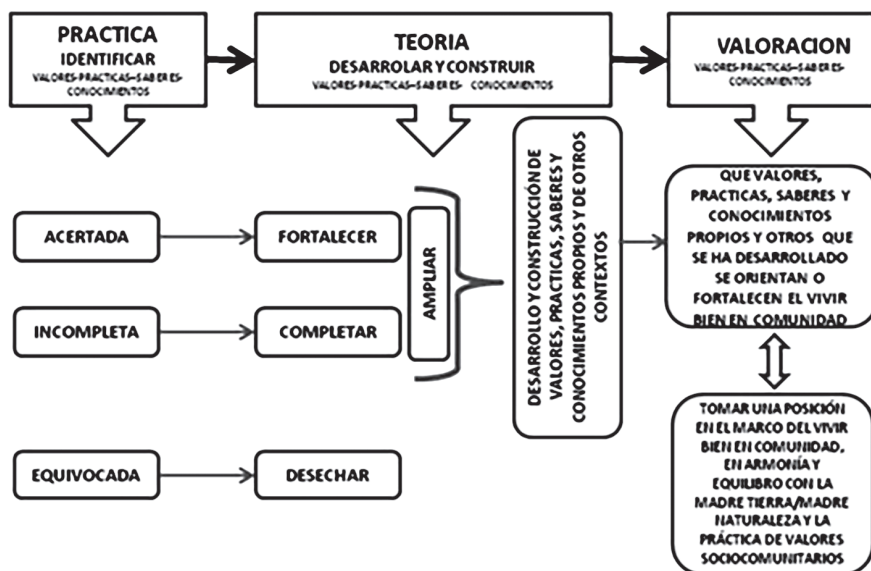 PRÁCTICA
IDENTIFICAR
VALORES-PRACTICAS-SABERES-
CONOCIMIENTOS
TEORÍA
DESARROLAR Y CONSTRUIR
VALORES-PRACTICAS-SABERES- CONOCIMIENTOS
VALORACION
VALORES-PRACTICAS-SABERES-
CONOCIMIENTOS
ACERTADA
FORTALECER
INCOMPLETA
COMPLETAR
EQUIVOCADA
DESECHAR
AMPLIAR
DESARROLLO Y CONSTRUCCIÓN DE
VALORES, PRACTICAS, SABERES Y
CONOCIMIENTOS PROPIOS Y DE OTROS
CONTEXTOS
QUE VALORES,
PRACTICAS, SABERES Y
CONOCIMIENTOS
PROPIOS Y OTROS QUE
SE HA DESARROLLADO
SE ORIENTAN O
FORTALECEN EL VIVIR
BIEN EN COMUNIDAD
TOMAR UNA POSICIÓN
EN EL MARCO DEL VIVIR
BIEN EN COMUNIDAD,
EN ARMONÍA Y
EQUILIBRO CON LA
MADRE TIERRA/MADRE
NATURALEZA Y LA
PRÁCTICA DE VALORES
SOCIOCOMUNITARIOS